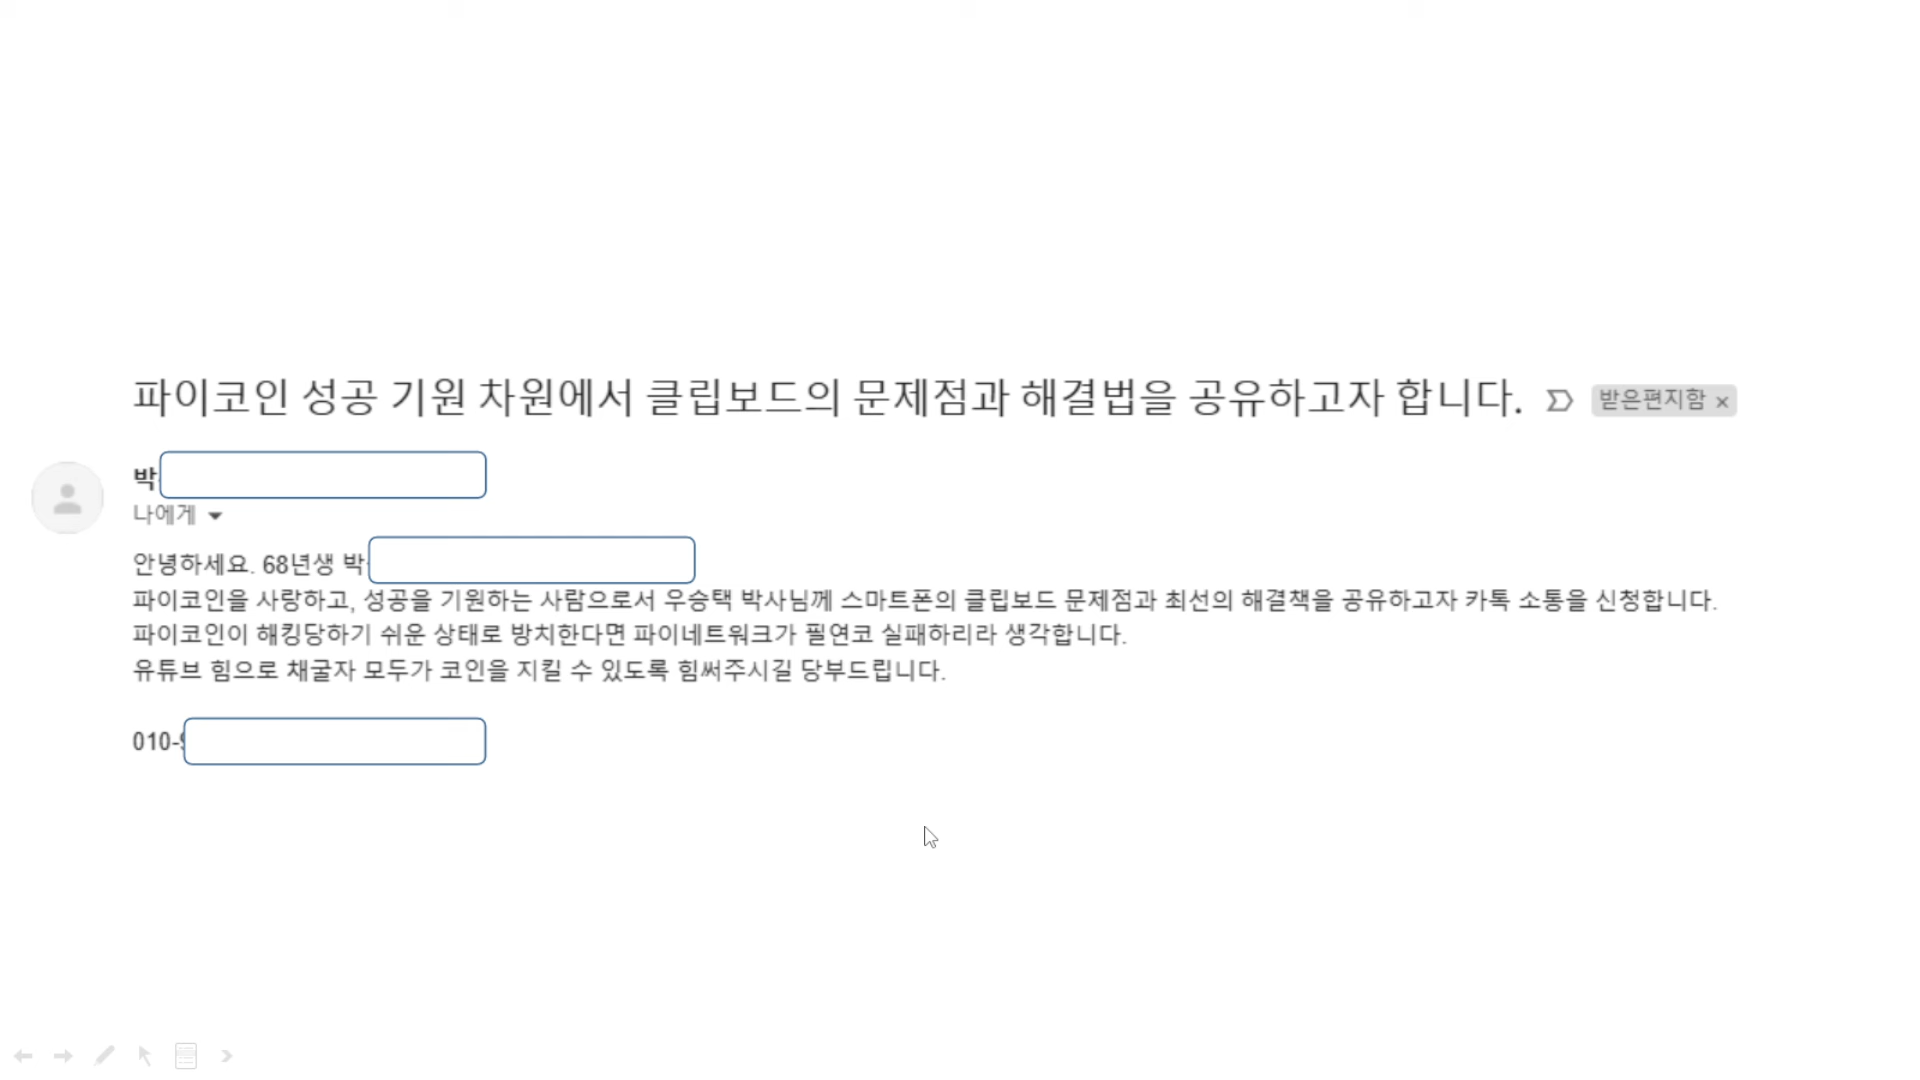 파이코인 성공 기원 차원에서 클립보드의 문제점과 해결법을 공유하고자 합니다. 받은편지함 ×
박
나에게
안녕하세요. 68년생 박
파이코인을 사랑하고, 성공을 기원하는 사람으로서 우승택 박사님께 스마트폰의 클립보드 문제점과 최선의 해결책을 공유하고자 카톡 소통을 신청합니다.
파이코인이 해킹당하기 쉬운 상태로 방치한다면 파이네트워크가 필연코 실패하리라 생각합니다.
유튜브 힘으로 채굴자 모두가 코인을 지킬 수 있도록 힘써주시길 당부드립니다.
010-